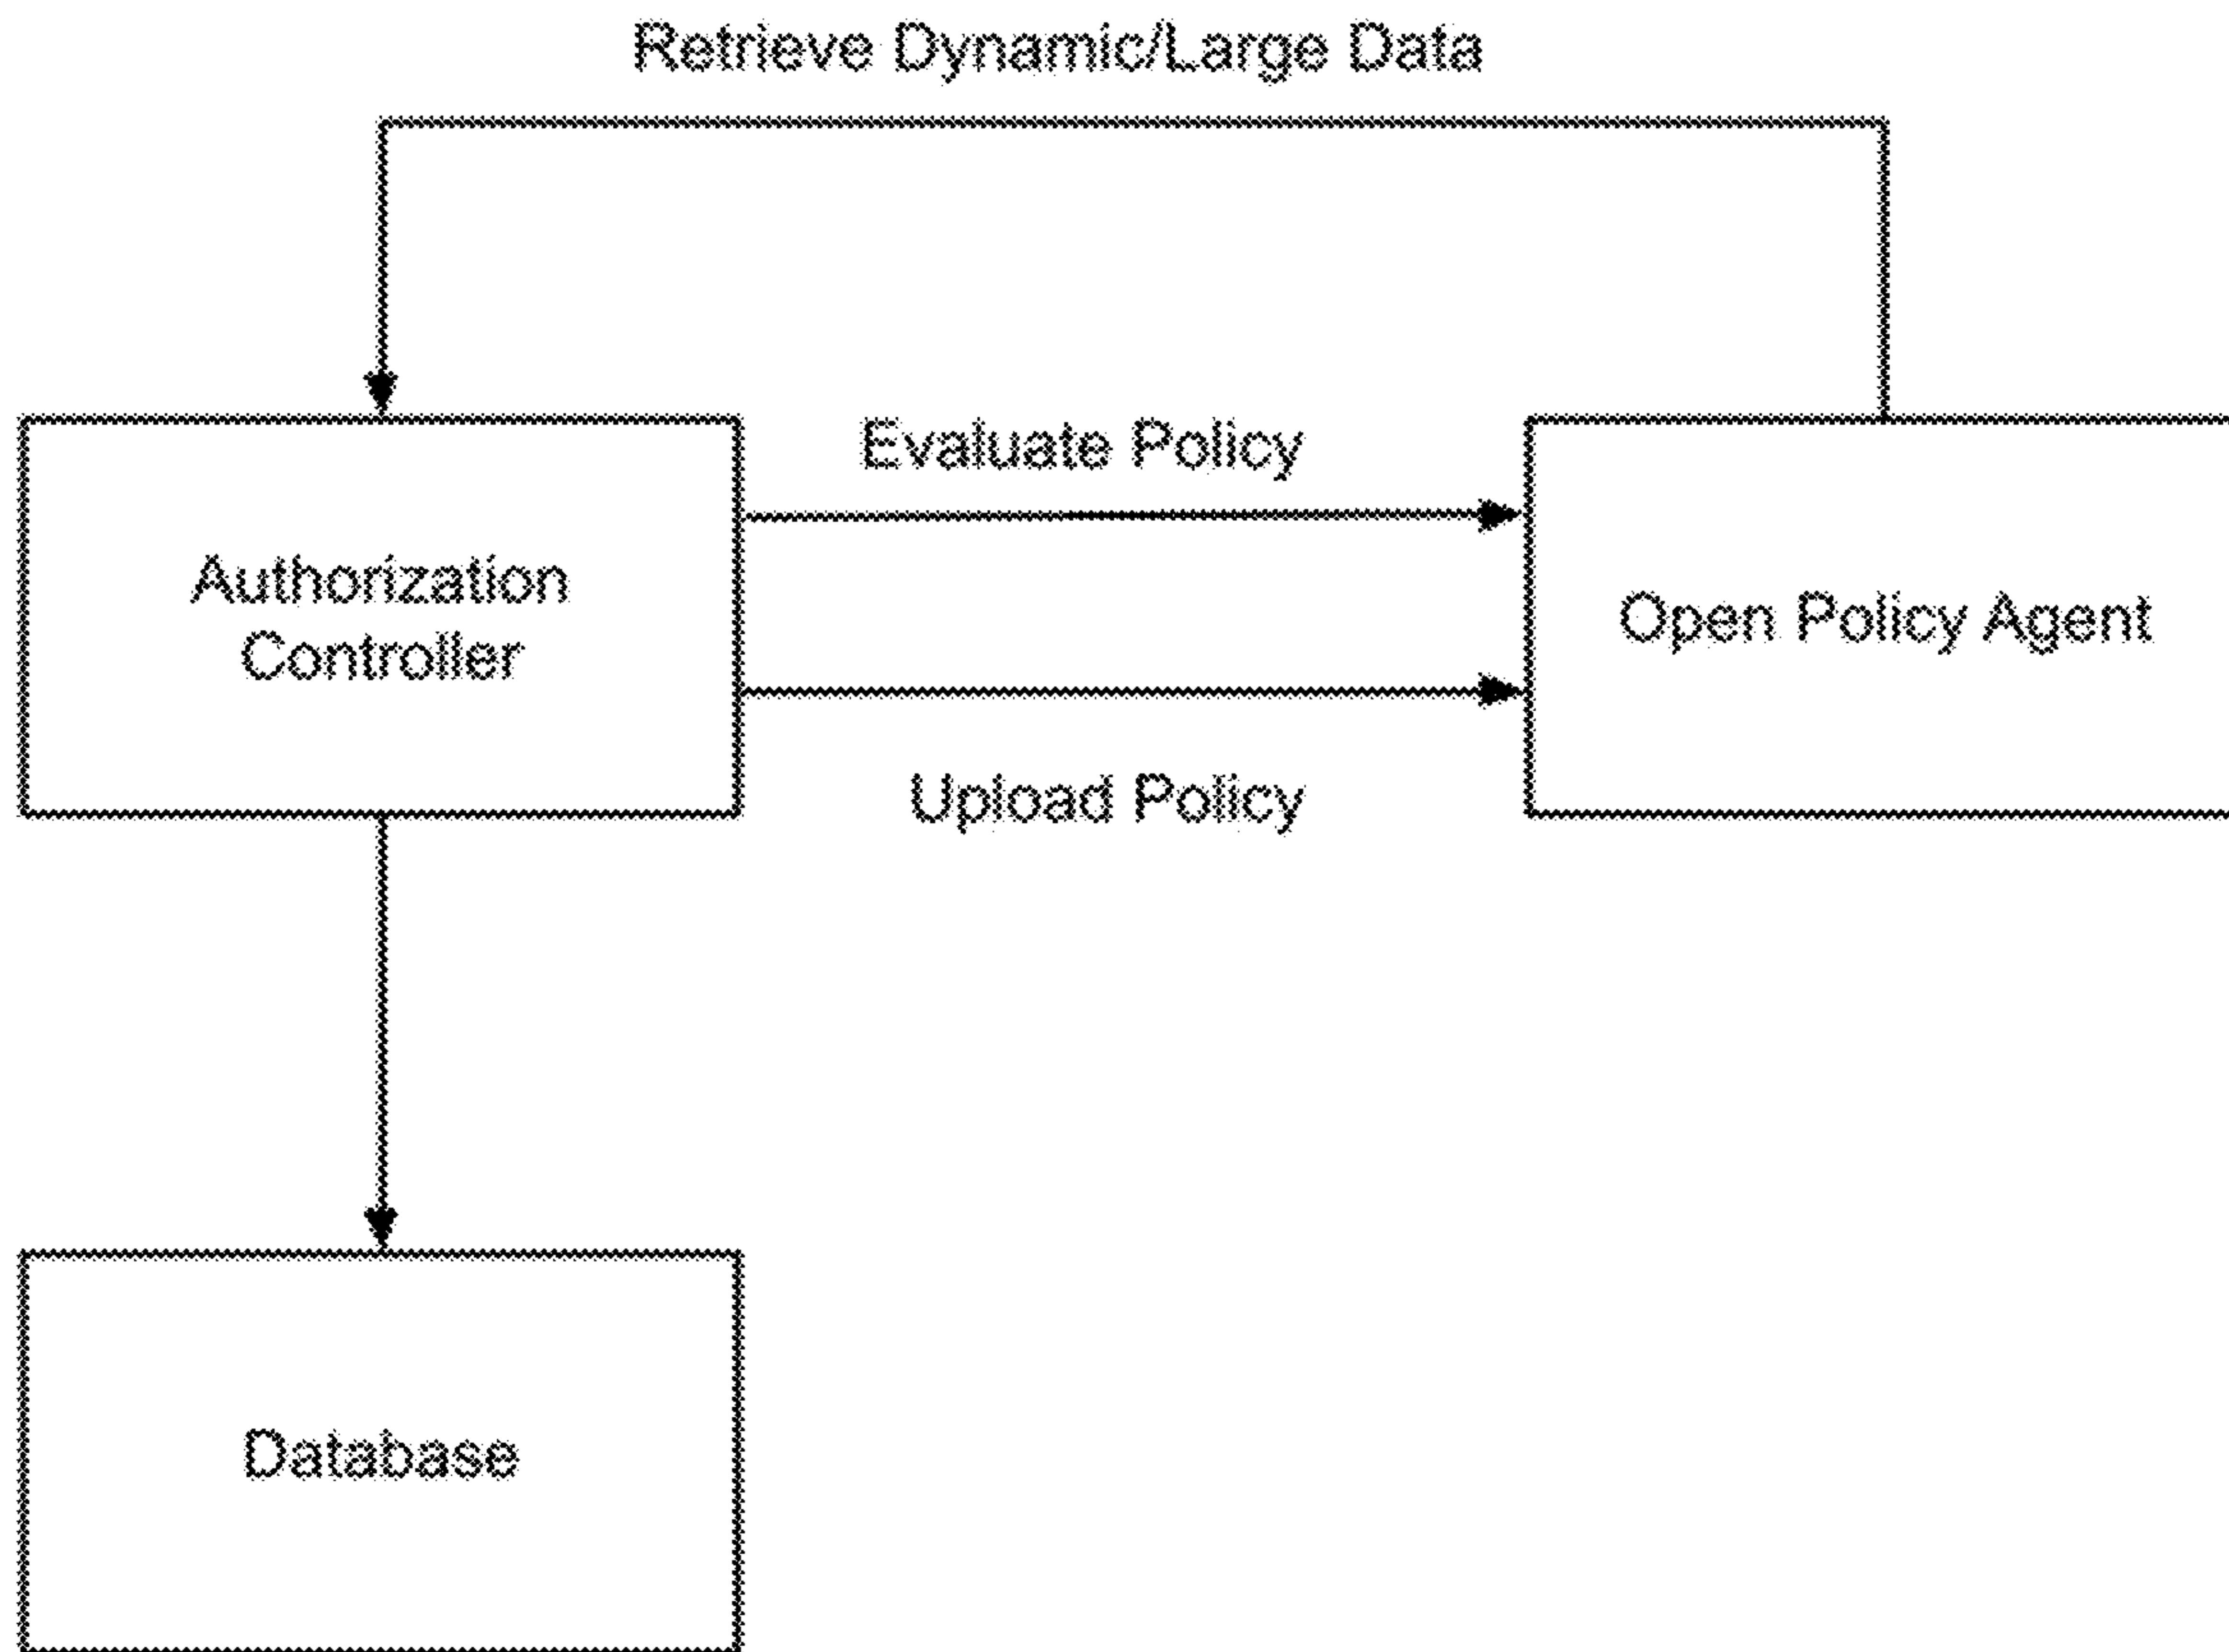 Retrieve Dynamic/Large Data
Evaluate Policy
Authorization
Controller
Open Policy Agent
Upload Policy
Database